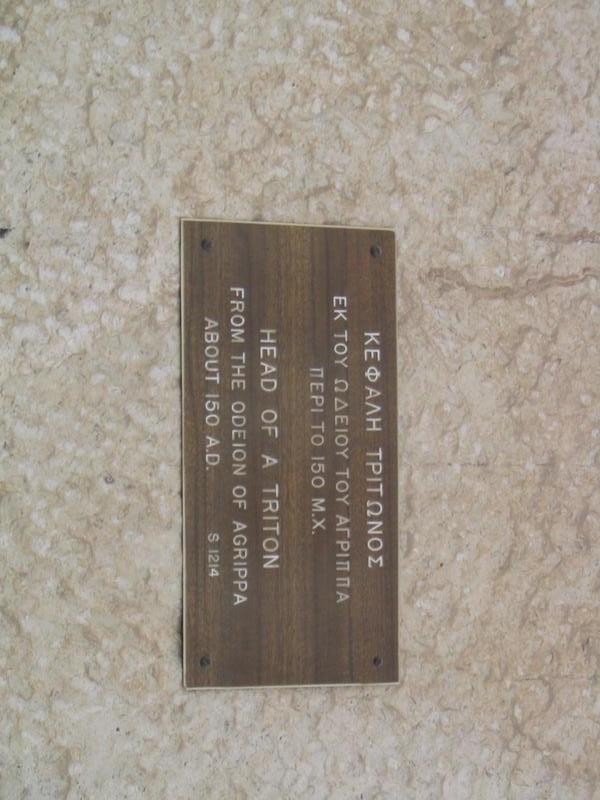 ΚΕΦΑΛΗ ΤΡΙΤΩΝΟΣ
ΕΚ ΤΟΥ ΩΔΕΙΟΥ ΤΟΥ ΑΓΡΙΠΠΑ
ΠΕΡΙ ΤΟ 150 Μ.Χ.
HEAD OF A TRITON
FROM THE ODEION OF AGRIPPA
ABOUT 150 A.D.
S 1214